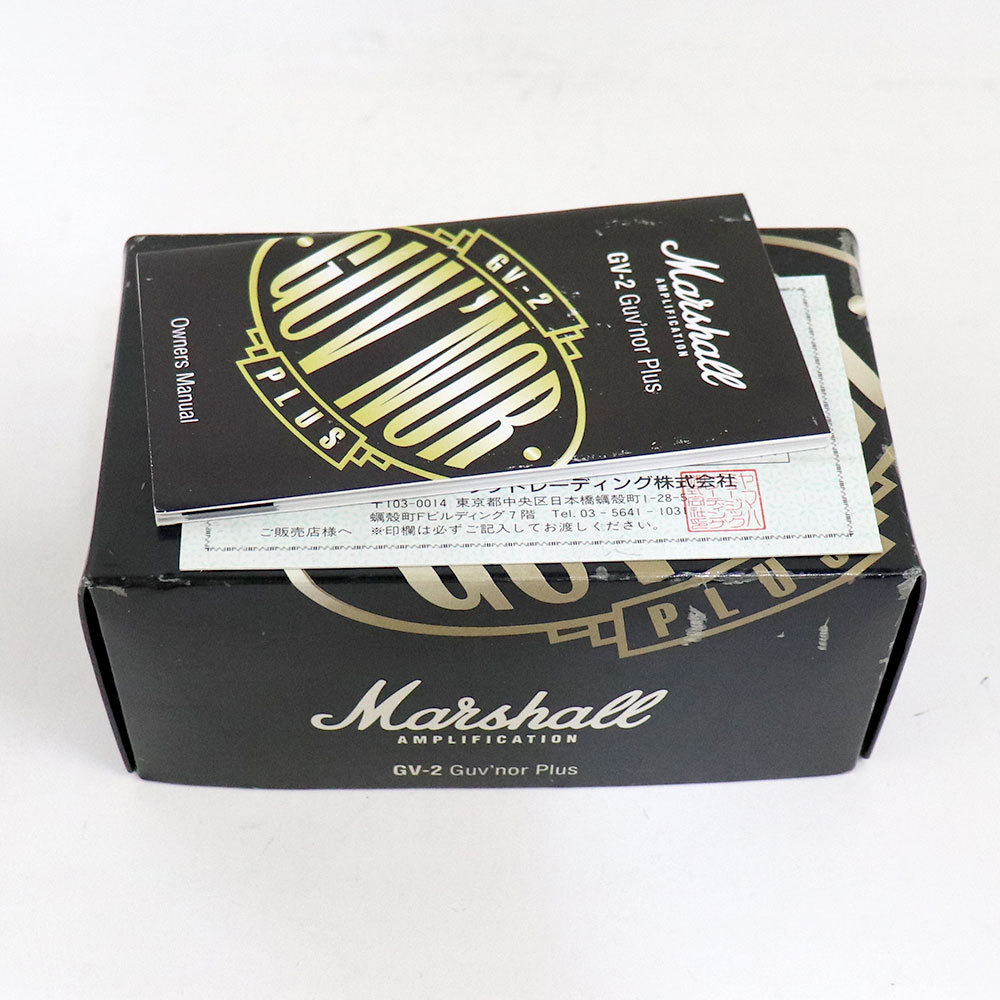 Marshall
AMPLIFICATION
GV-2 Guv'nor Plus
GV-2
GUV'NOR
PLUS
Owners Manual
トレーディング株式会社
〒103-0014 東京都中央区日本橋蛎殻町1-28-5
蛎殻町Fビルディング7階 Tel. 03-5641-1031
ご販売店様へ ※印欄は必ずご記入してお渡しください。
PLUS
Marshall
AMPLIFICATION
GV-2 Guv'nor Plus